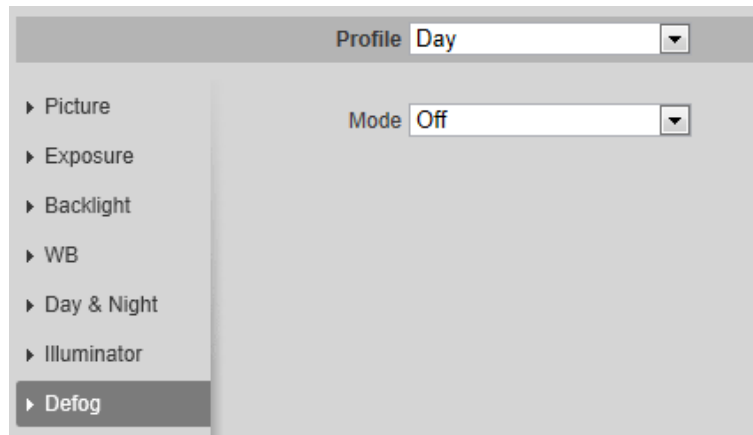 Profile Day
Picture
Mode Off
Exposure
Backlight
WB
Day & Night
Illuminator
Defog